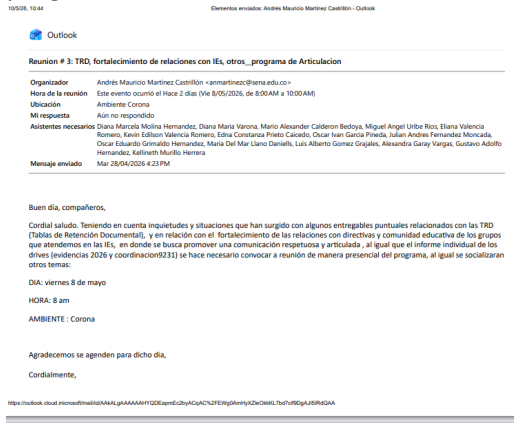 10/5/26, 10:44
Elementos enviados: Andrés Mauricio Martínez Castrillón - Outlook
Outlook
Reunion # 3: TRD, fortalecimiento de relaciones con IEs, otros__programa de Articulacion
Organizador Andrés Mauricio Martínez Castrillón <anmartinezc@sena.edu.co>
Hora de la reunión Este evento ocurrió el Hace 2 días (Vie 8/05/2026, de 8:00 AM a 10:00 AM)
Ubicación Ambiente Corona
Mi respuesta Aún no respondido
Asistentes necesarios Diana Marcela Molina Hernandez, Diana Maria Varona, Mario Alexander Calderon Bedoya, Miguel Angel Uribe Rios, Eliana Valencia
Romero, Kevin Edilson Valencia Romero, Edna Constanza Prieto Caicedo, Oscar Ivan Garcia Pineda, Julian Andres Fernandez Moncada,
Oscar Eduardo Grimaldo Hernandez, Maria Del Mar Llano Daniells, Luis Alberto Gomez Grajales, Alexandra Garay Vargas, Gustavo Adolfo
Hernandez, Kellineth Murillo Herrera
Mensaje enviado Mar 28/04/2026 4:23 PM
Buen día, compañeros,
Cordial saludo. Teniendo en cuenta inquietudes y situaciones que han surgido con algunos entregables puntuales relacionados con las TRD
(Tablas de Retención Documental), y en relación con el fortalecimiento de las relaciones con directivas y comunidad educativa de los grupos
que atendemos en las IEs, en donde se busca promover una comunicación respetuosa y articulada , al igual que el informe individual de los
drives (evidencias 2026 y coordinacion9231) se hace necesario convocar a reunión de manera presencial del programa, al igual se socializaran
otros temas:
DIA: viernes 8 de mayo
HORA: 8 am
AMBIENTE : Corona
Agradecemos se agenden para dicho día,
Cordialmente,